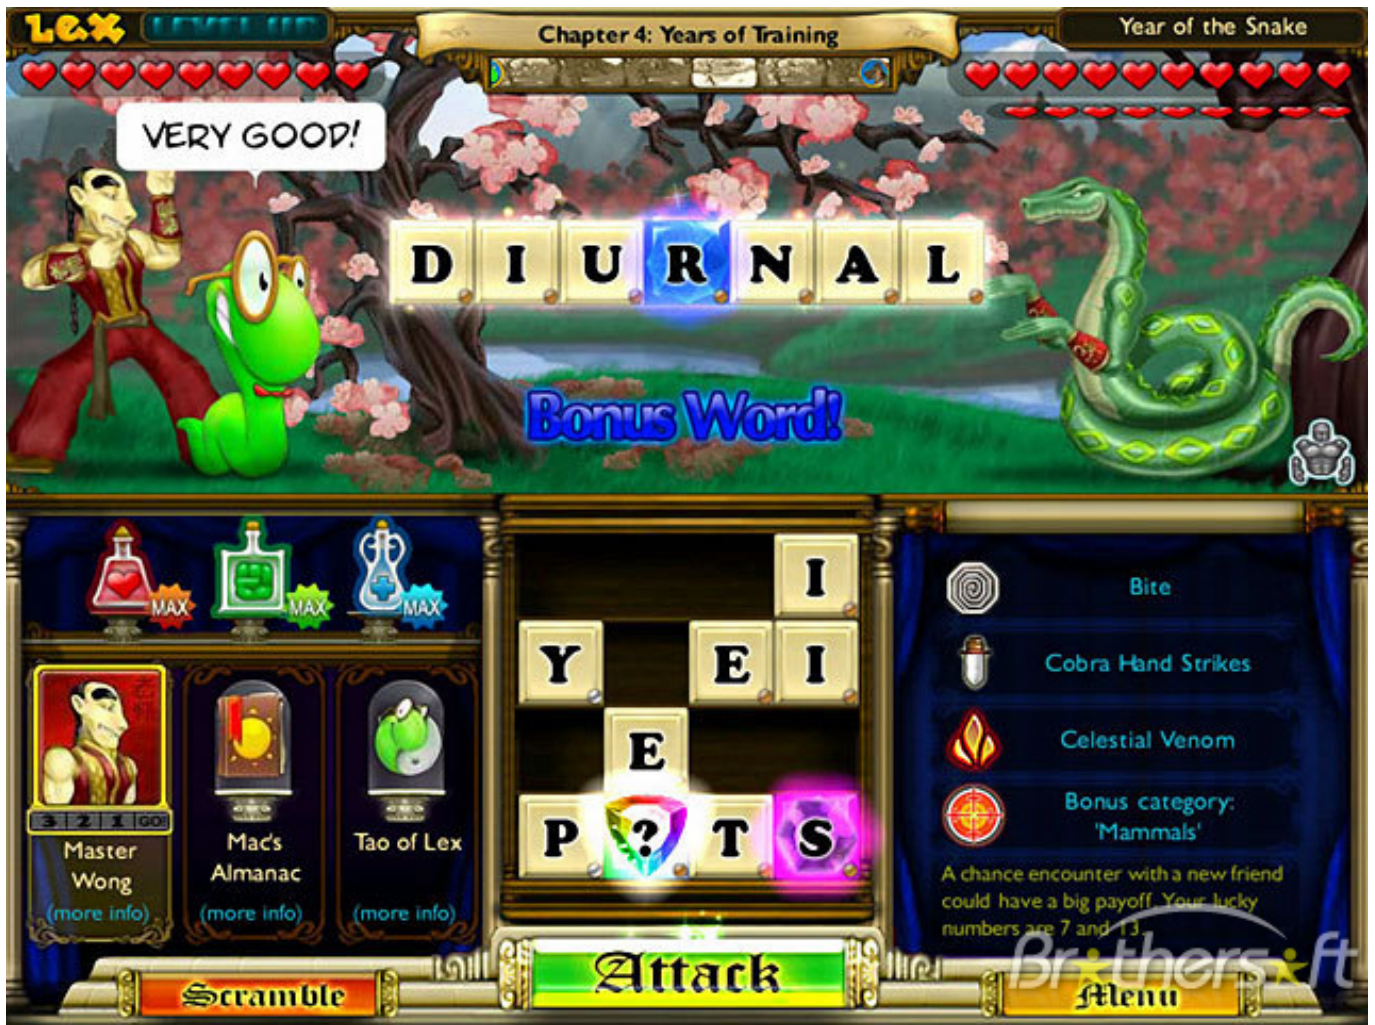 Lex LEVEL UP
Chapter 4: Years of Training
Year of the Snake
VERY GOOD!
D I U R N A L
Bonus Word!
MAX MAX MAX
I
Y E I
E
P ? T S
3 2 1 GO!
Master
Wong
(more info)
Mac's
Almanac
(more info)
Tao of Lex
(more info)
Bite
Cobra Hand Strikes
Celestial Venom
Bonus category:
'Mammals'
A chance encounter with a new friend
could have a big payoff. Your lucky
numbers are 7 and 13.
Brothersoft
Scramble
Attack
Menu